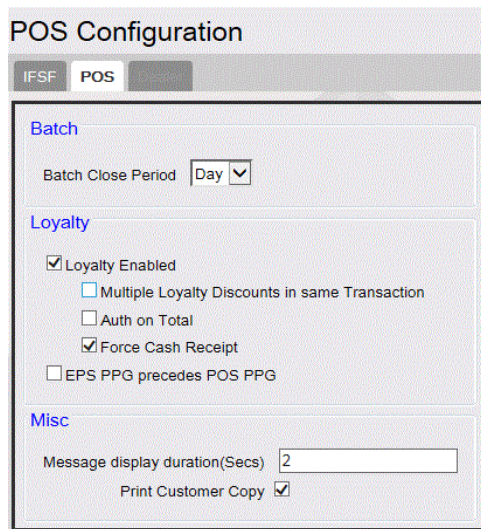 POS Configuration
IFSF POS Dealer
Batch
Batch Close Period Day
Loyalty
Loyalty Enabled
Multiple Loyalty Discounts in same Transaction
Auth on Total
Force Cash Receipt
EPS PPG precedes POS PPG
Misc
Message display duration(Secs) 2
Print Customer Copy